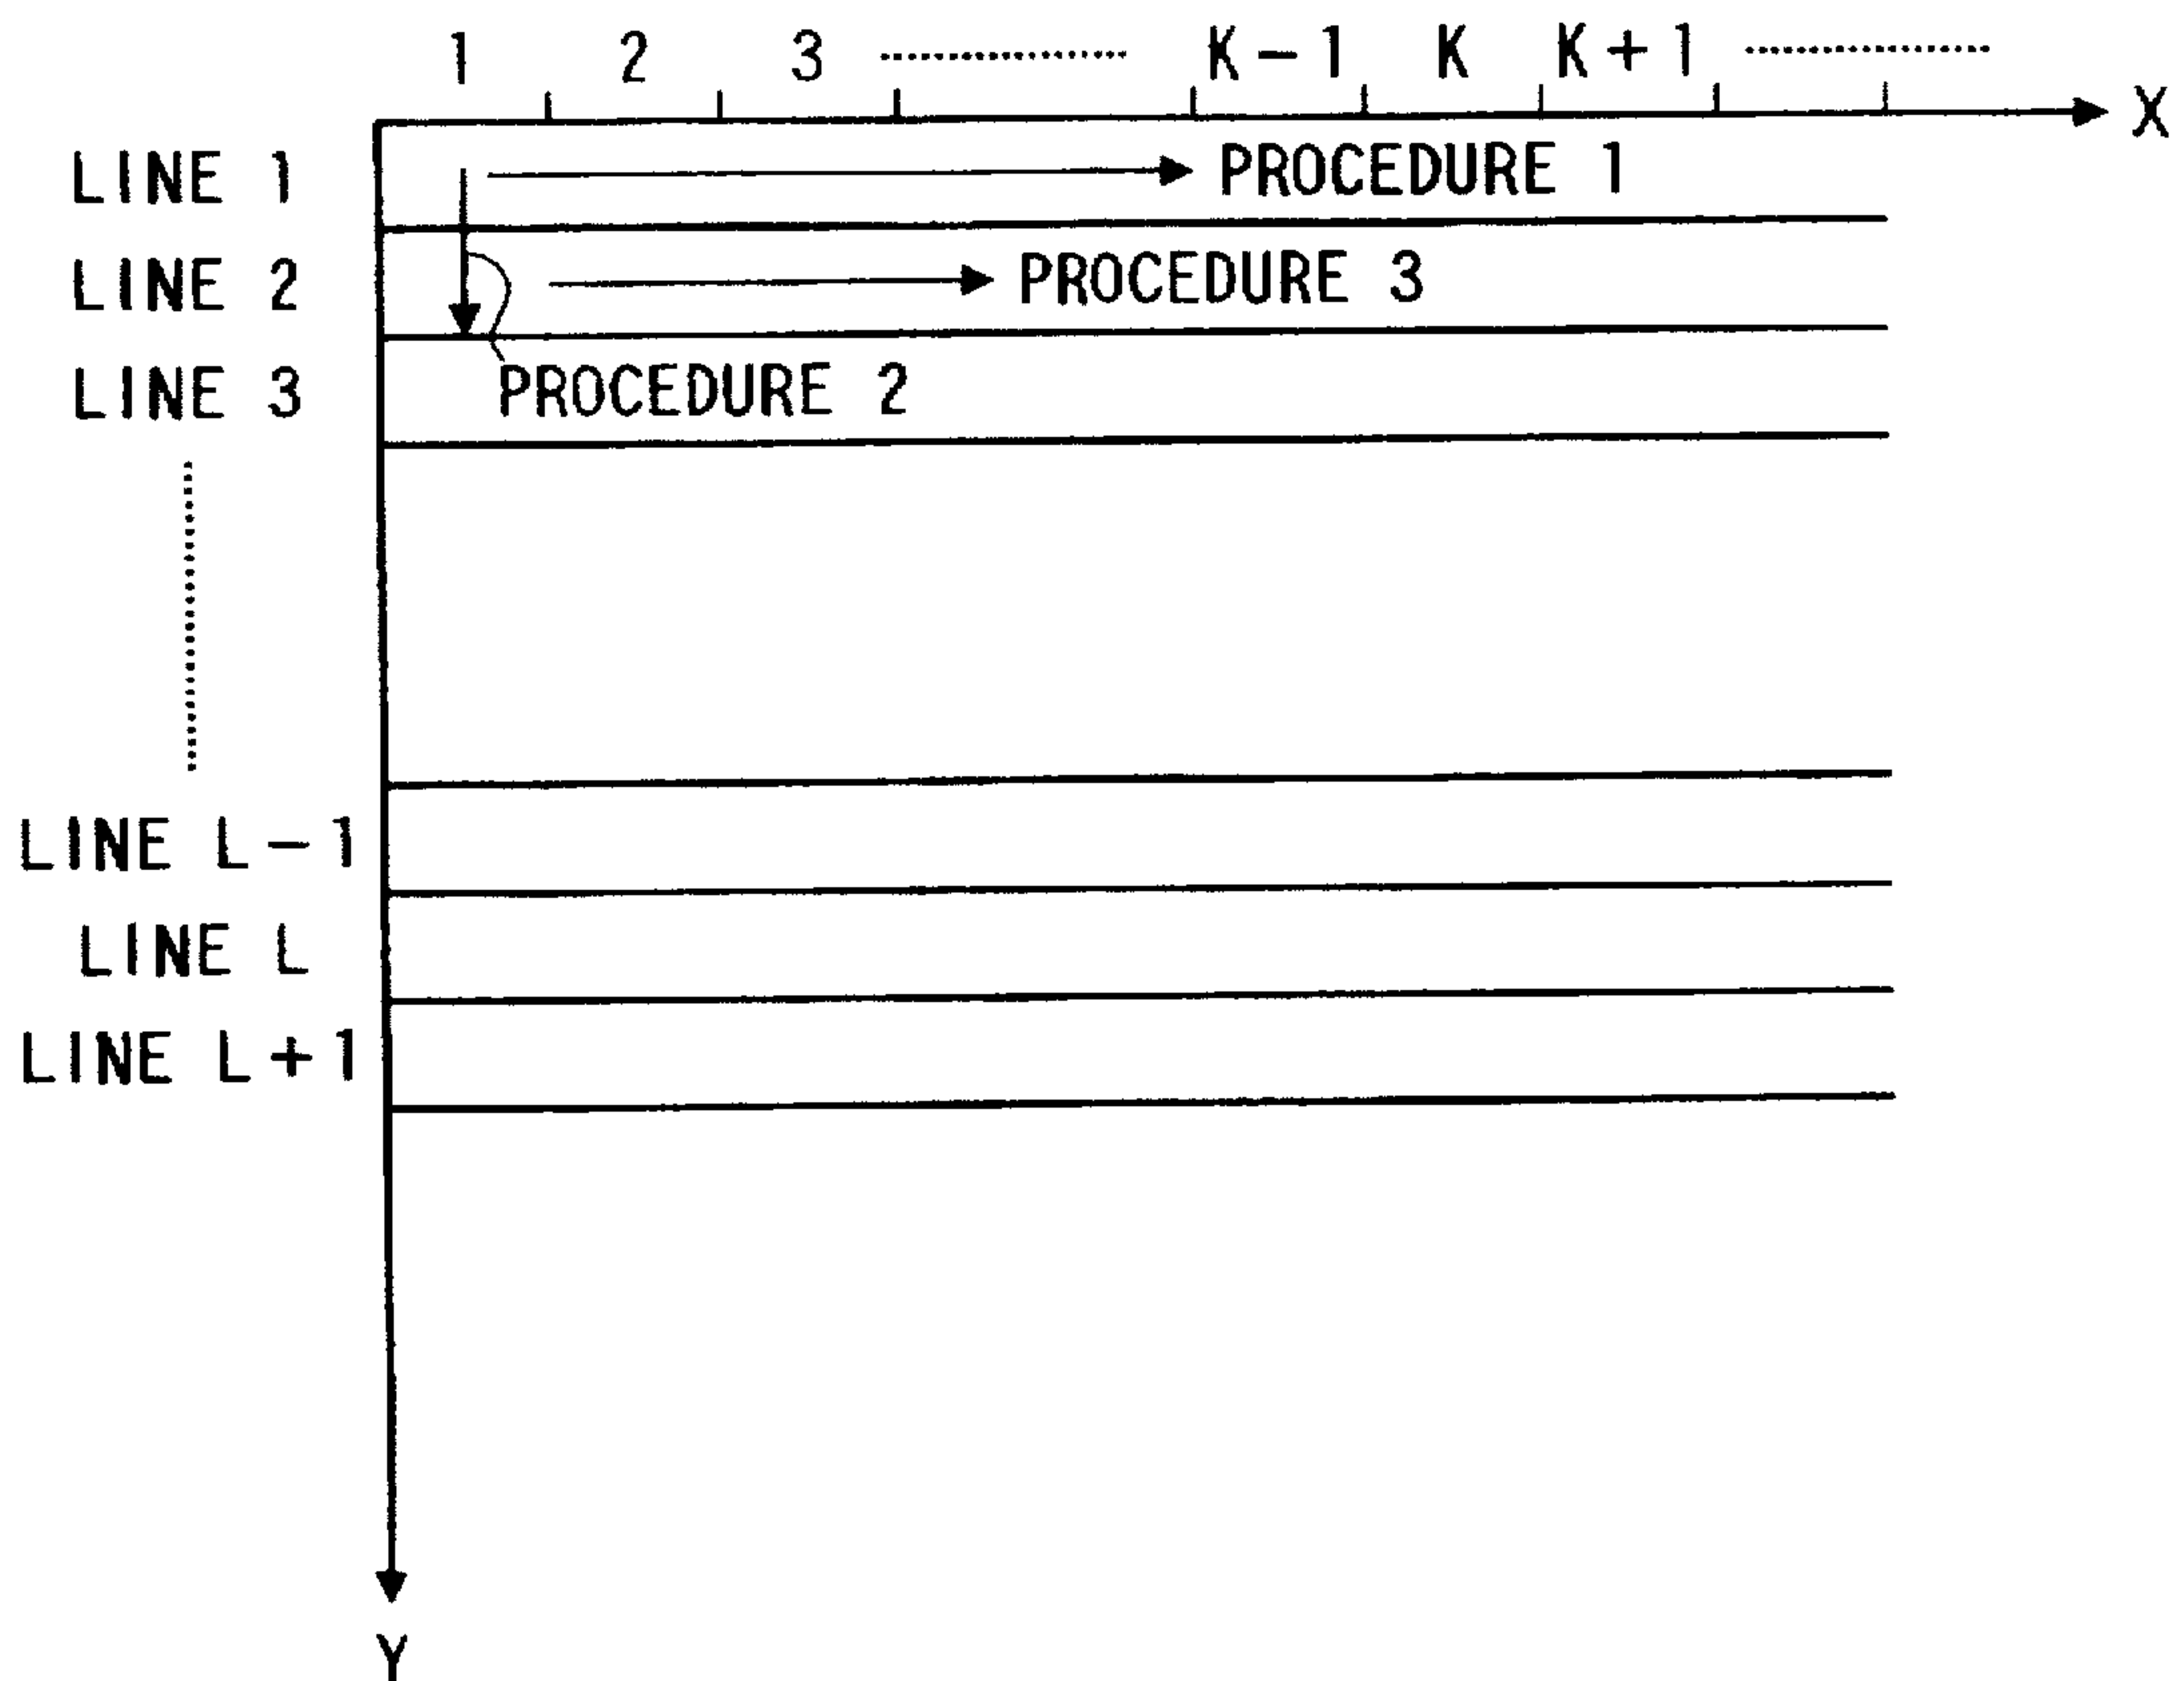 1 2 3 K-1 K K+1
X
LINE 1 PROCEDURE 1
LINE 2 PROCEDURE 3
LINE 3 PROCEDURE 2
LINE L-1
LINE L
LINE L+1
Y